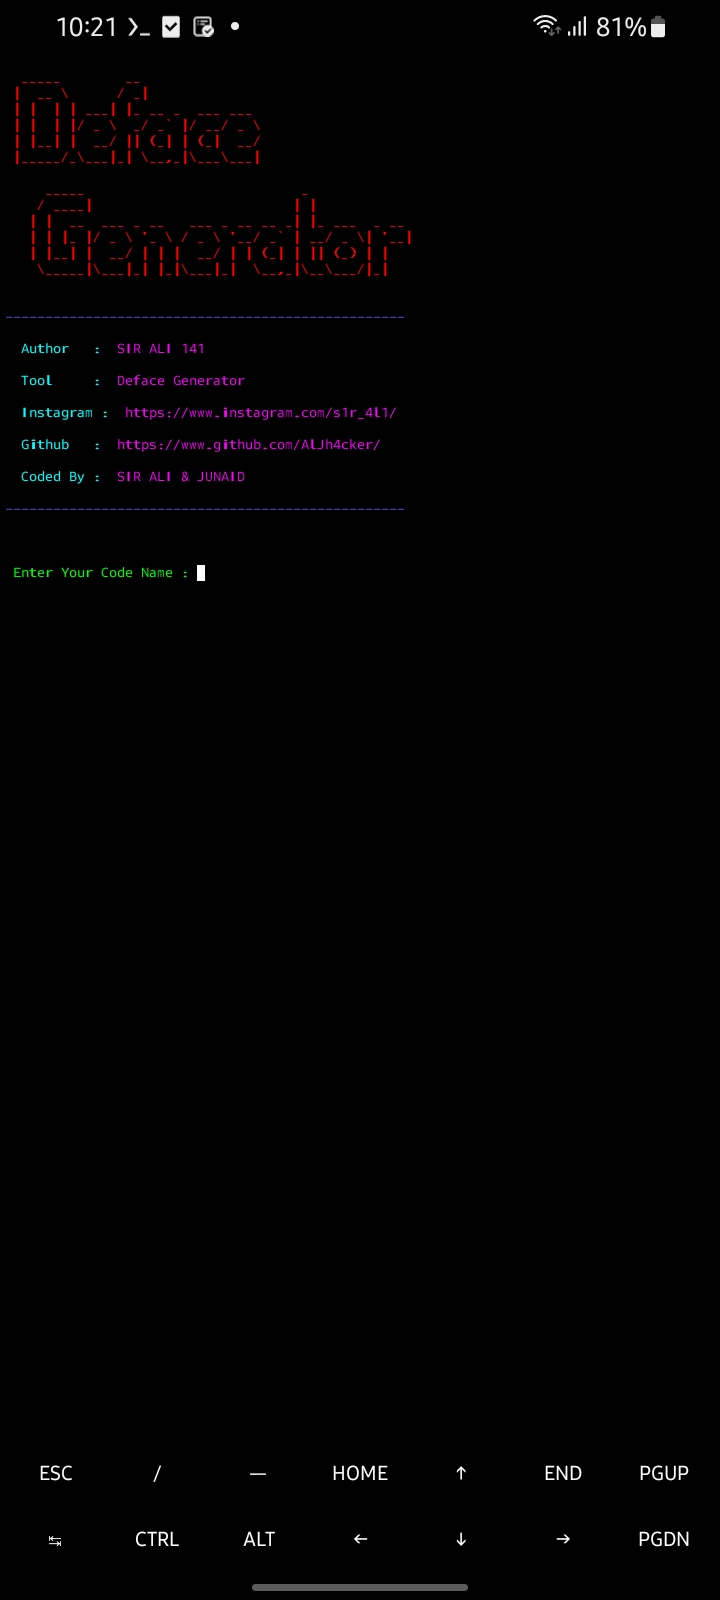 10:21
81%
Deface
Generator
Author : SIR ALI 141
Tool : Deface Generator
Instagram : https://www.instagram.com/s1r_4l1/
Github : https://www.github.com/AlJh4cker/
Coded By : SIR ALI & JUNAID
Enter Your Code Name :
ESC / — HOME ↑ END PGUP
↹ CTRL ALT ← ↓ → PGDN